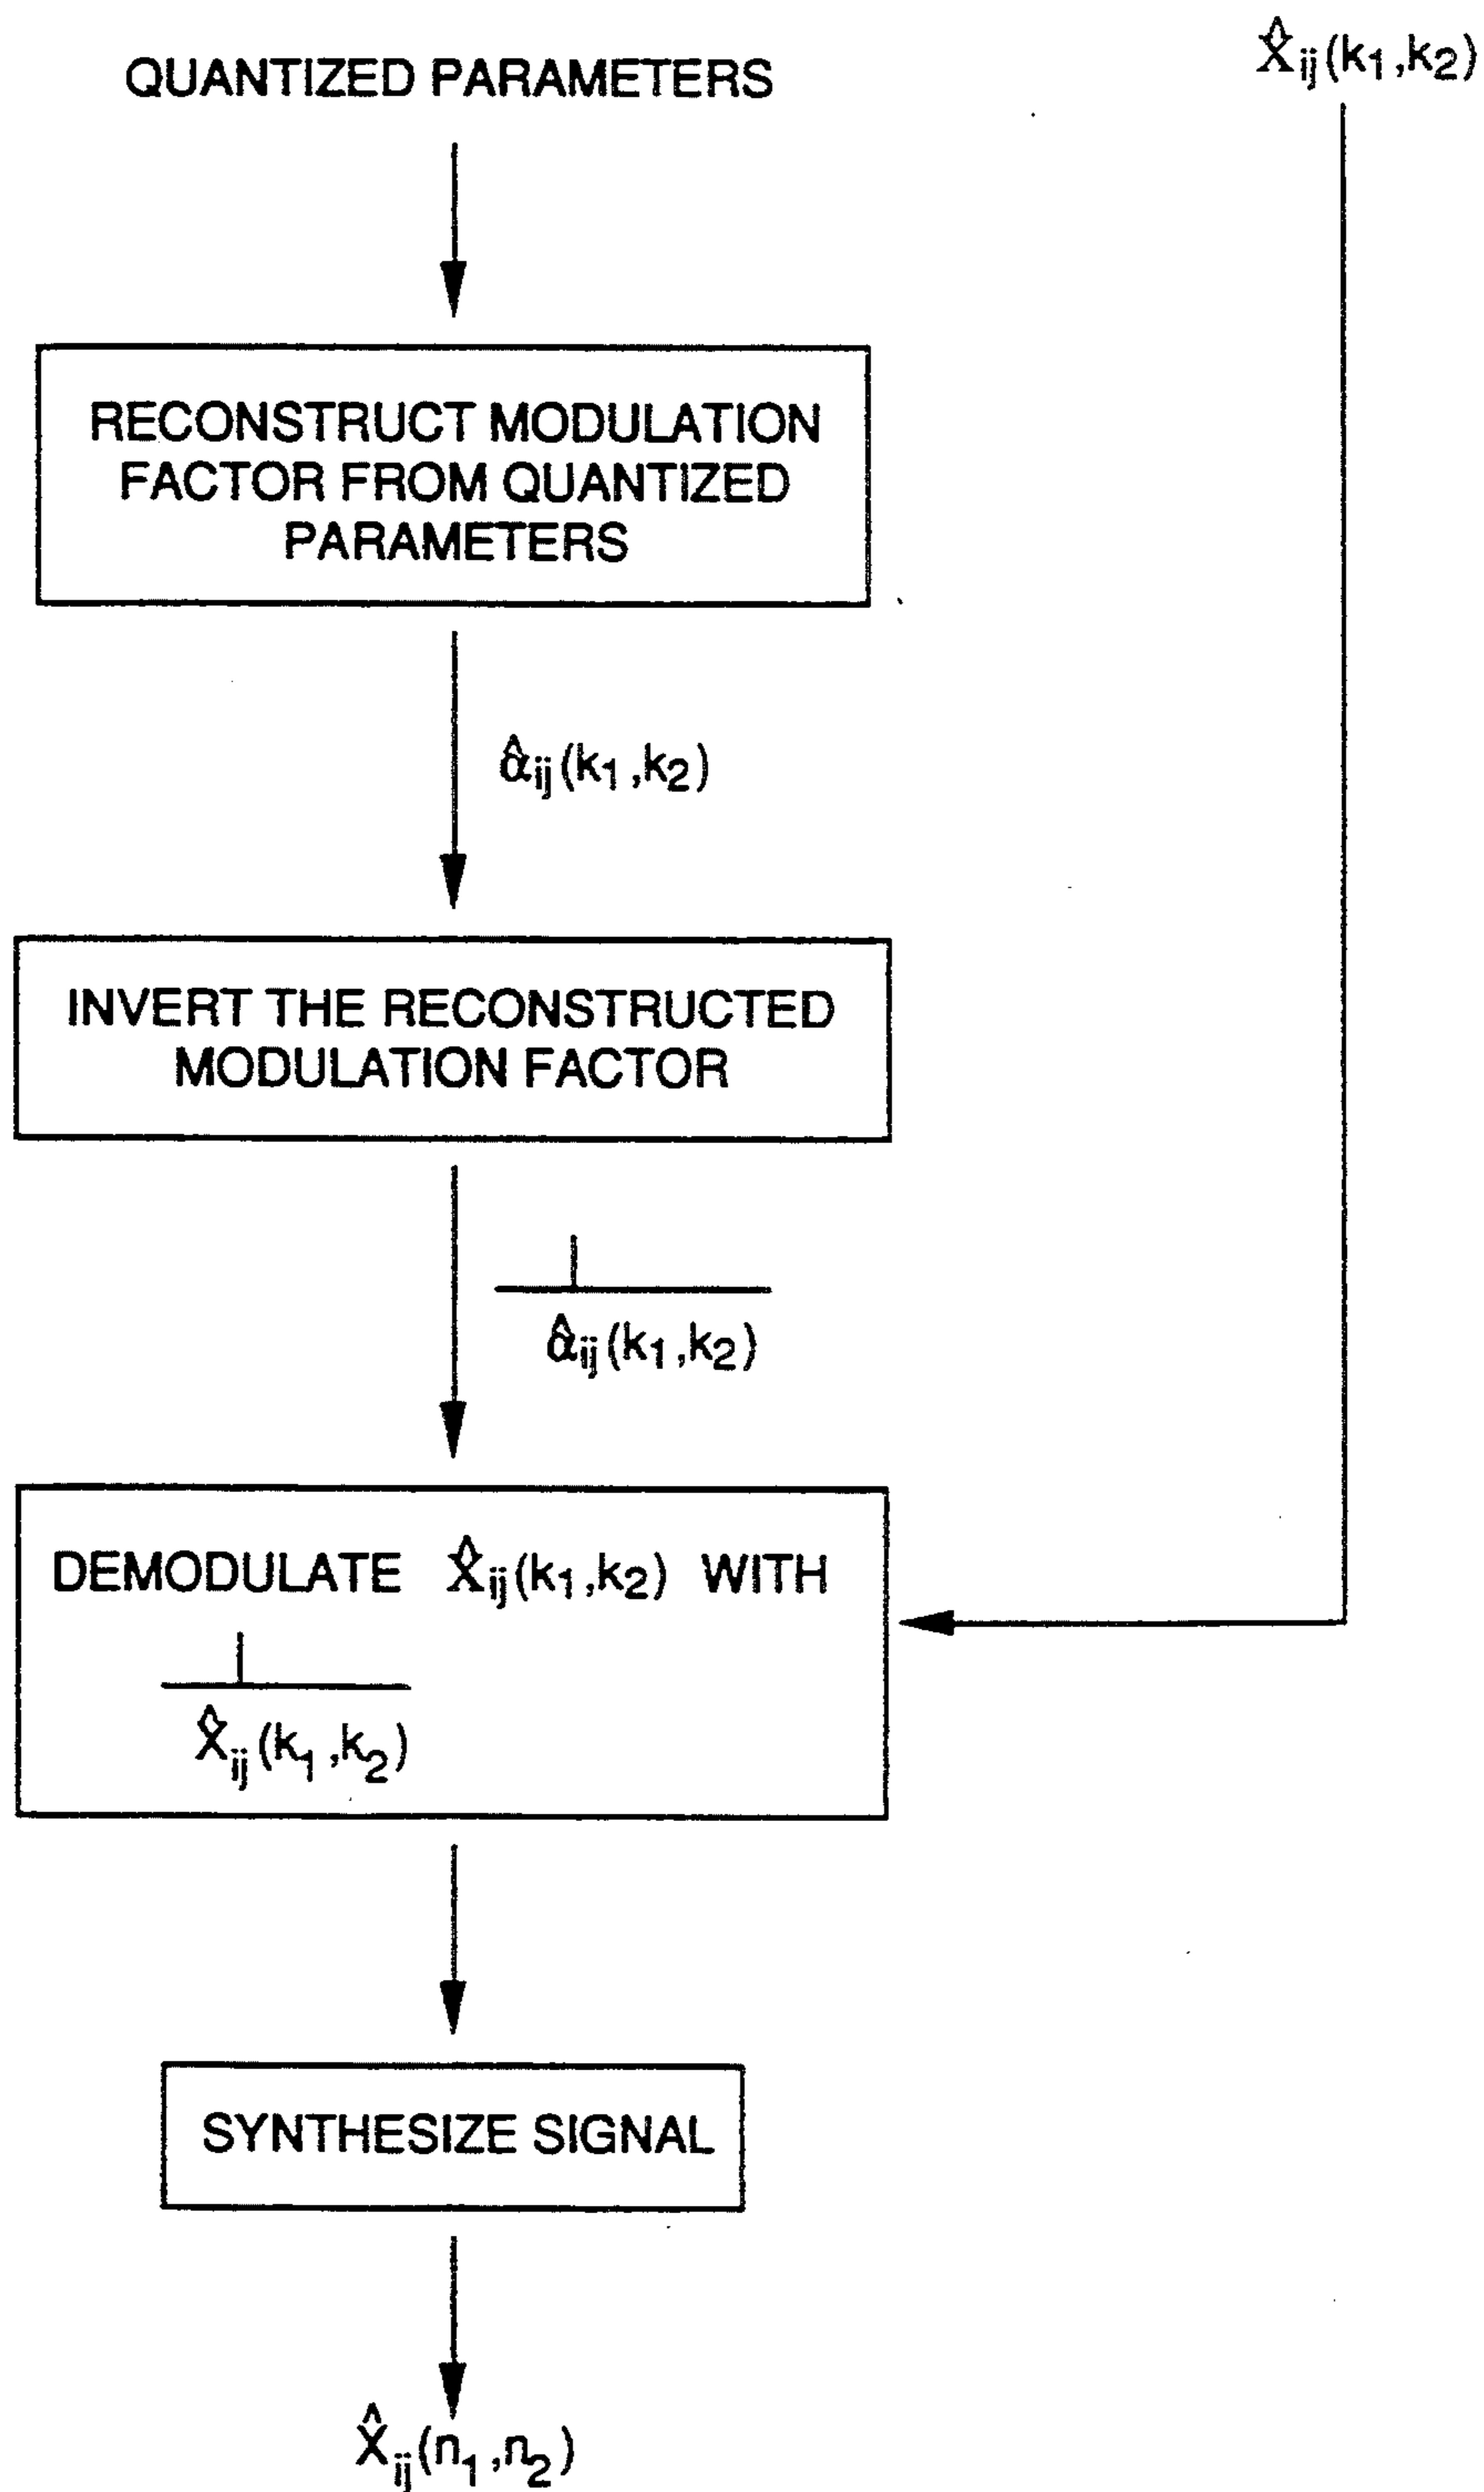 QUANTIZED PARAMETERS
X̂ij(k1,k2)
RECONSTRUCT MODULATION
FACTOR FROM QUANTIZED
PARAMETERS
α̂ij(k1,k2)
INVERT THE RECONSTRUCTED
MODULATION FACTOR
1
α̂ij(k1,k2)
DEMODULATE X̂ij(k1,k2) WITH
1
X̂ij(k1,k2)
SYNTHESIZE SIGNAL
X̂ij(n1,n2)